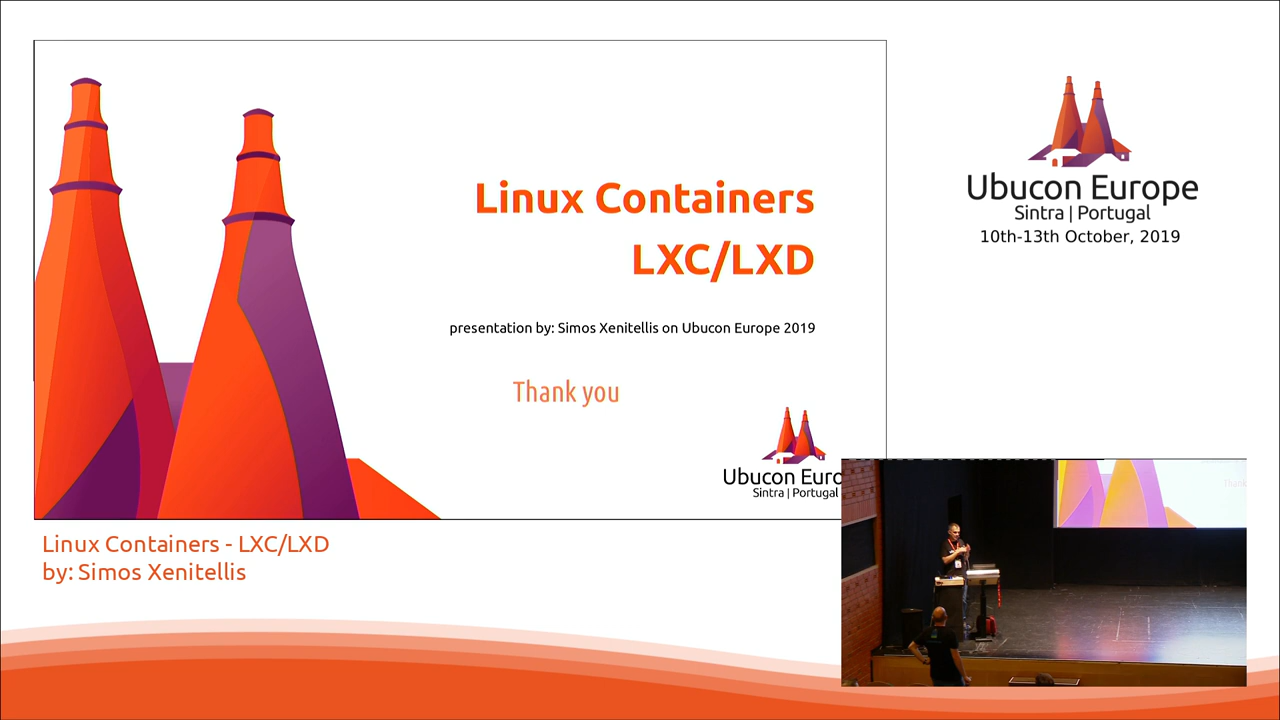 Linux Containers
LXC/LXD
presentation by: Simos Xenitellis on Ubucon Europe 2019
Thank you
Ubucon Euro
Sintra | Portugal
Ubucon Europe
Sintra | Portugal
10th-13th October, 2019
Linux Containers - LXC/LXD
by: Simos Xenitellis
Thank